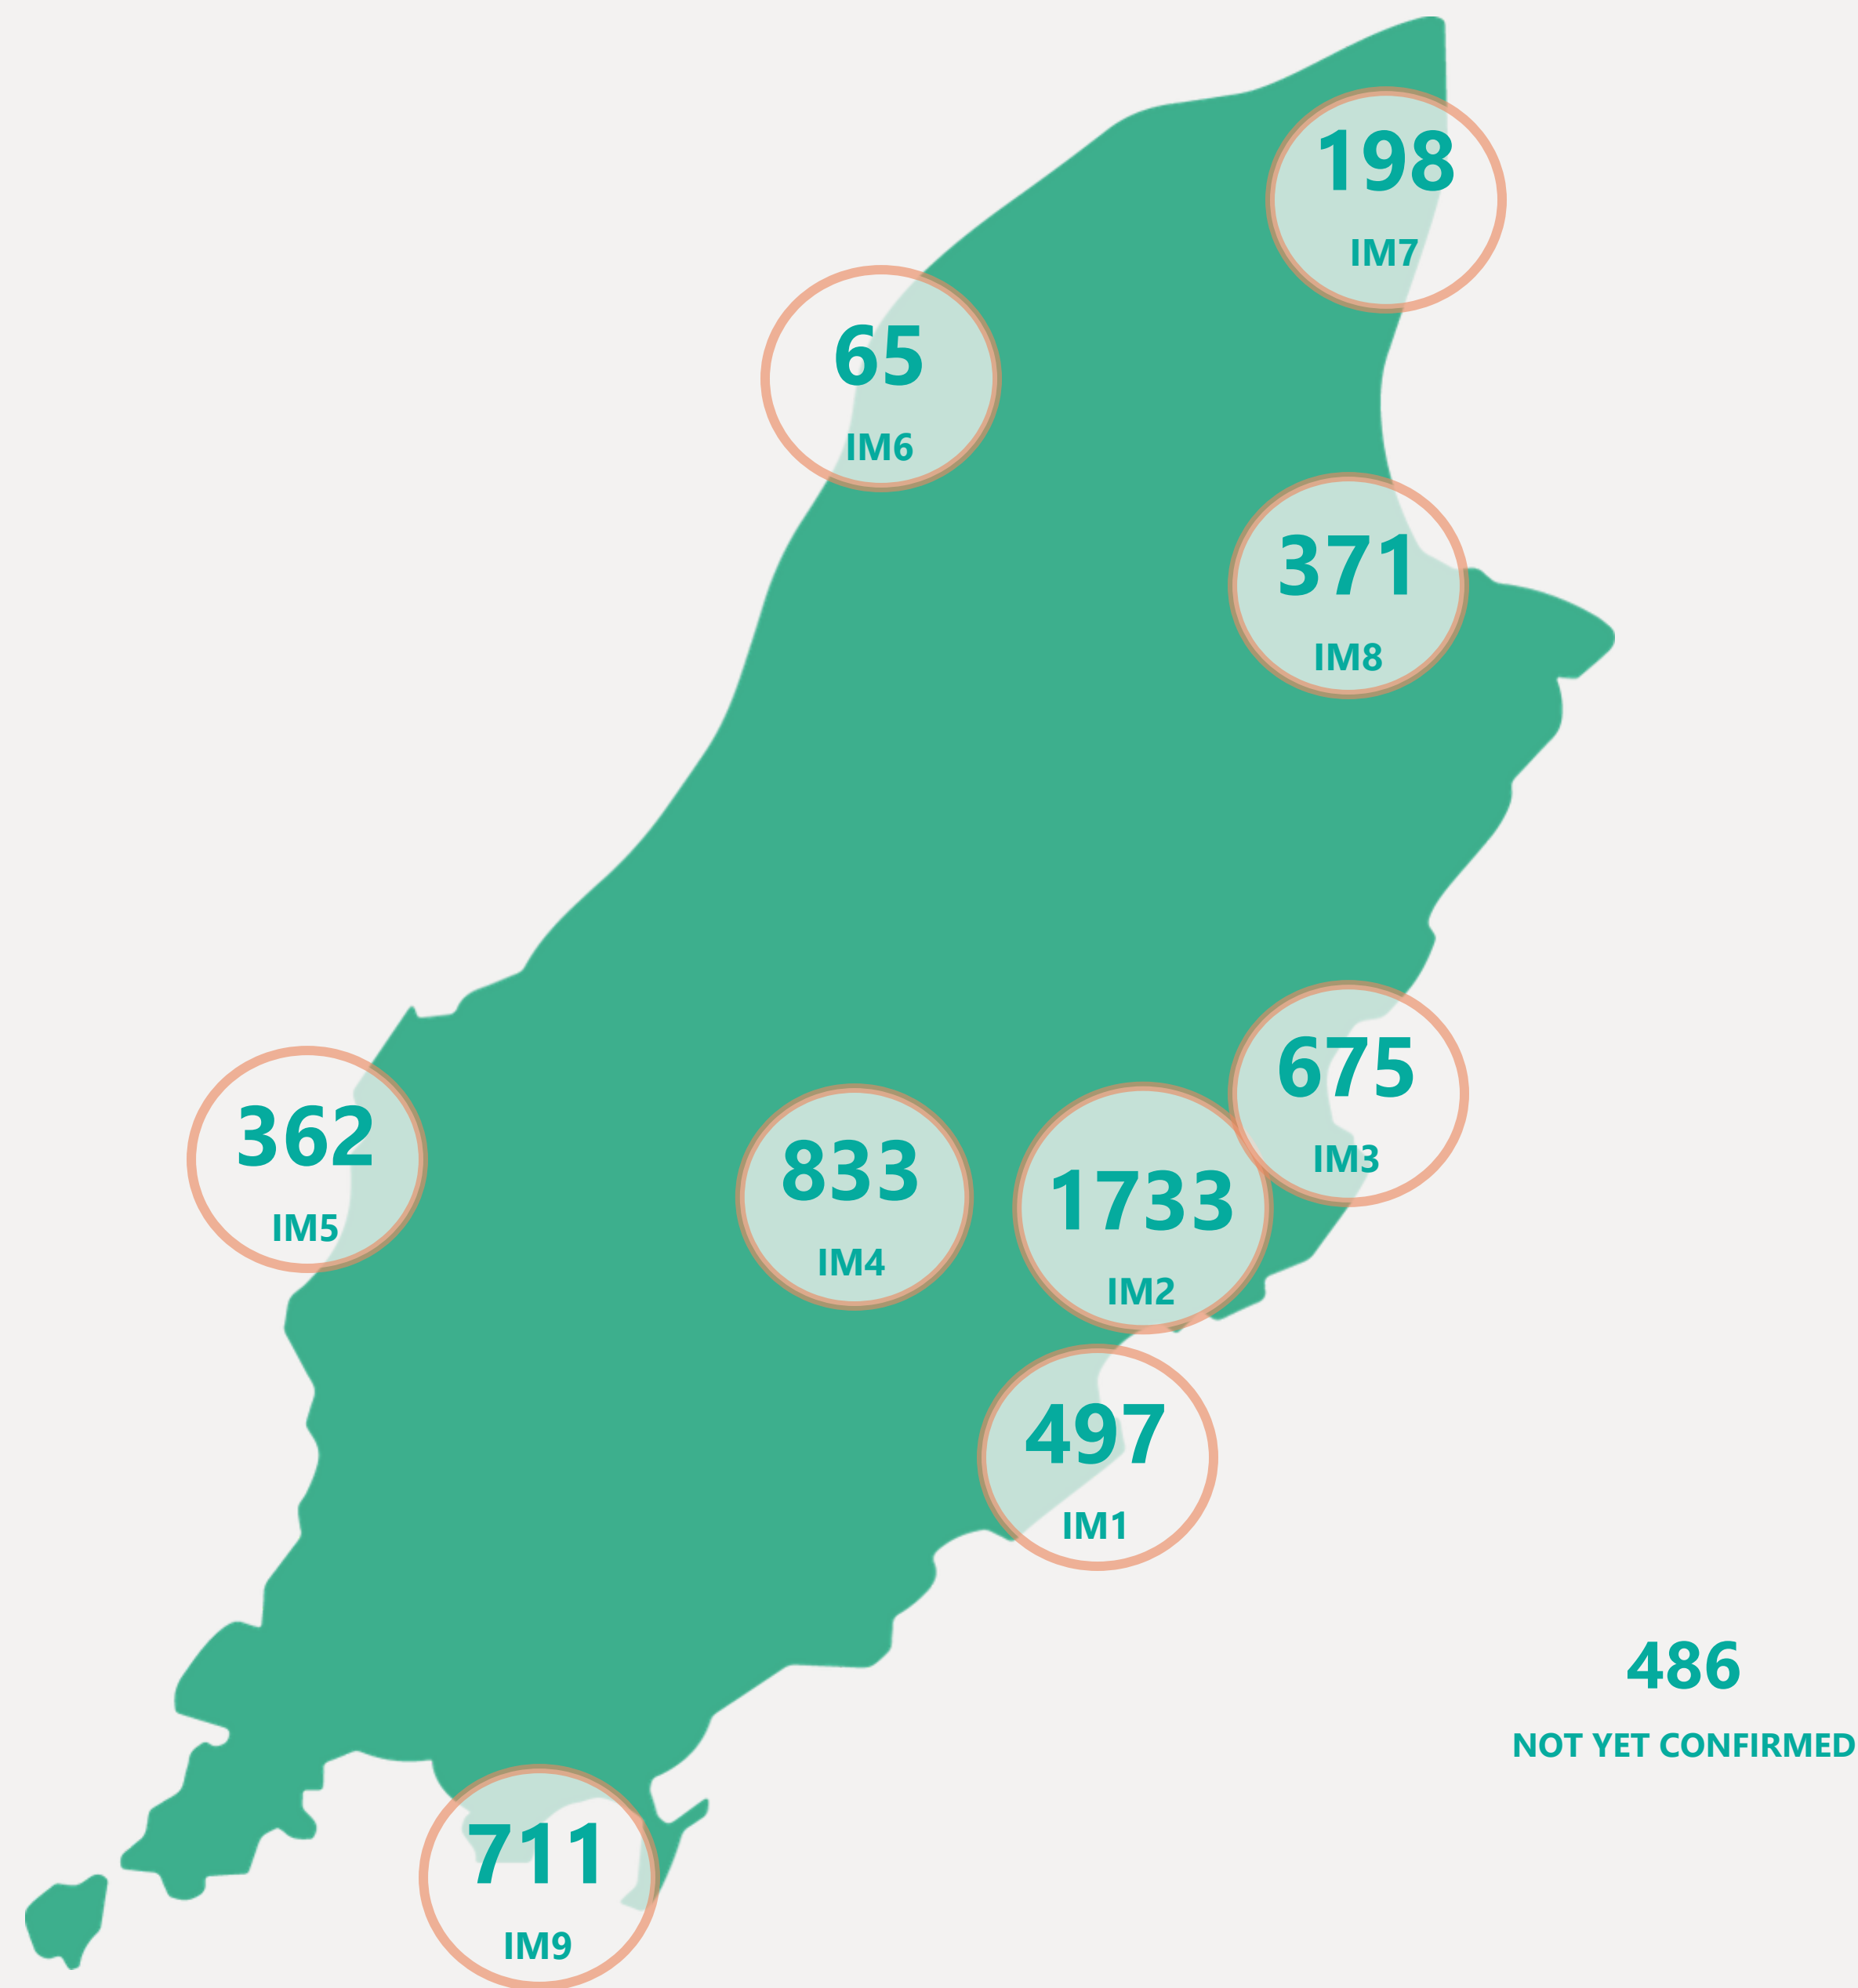 198
IM7
65
IM6
371
IM8
675
IM3
362
IM5
833
IM4
1733
IM2
497
IM1
486
NOT YET CONFIRMED
711
IM9